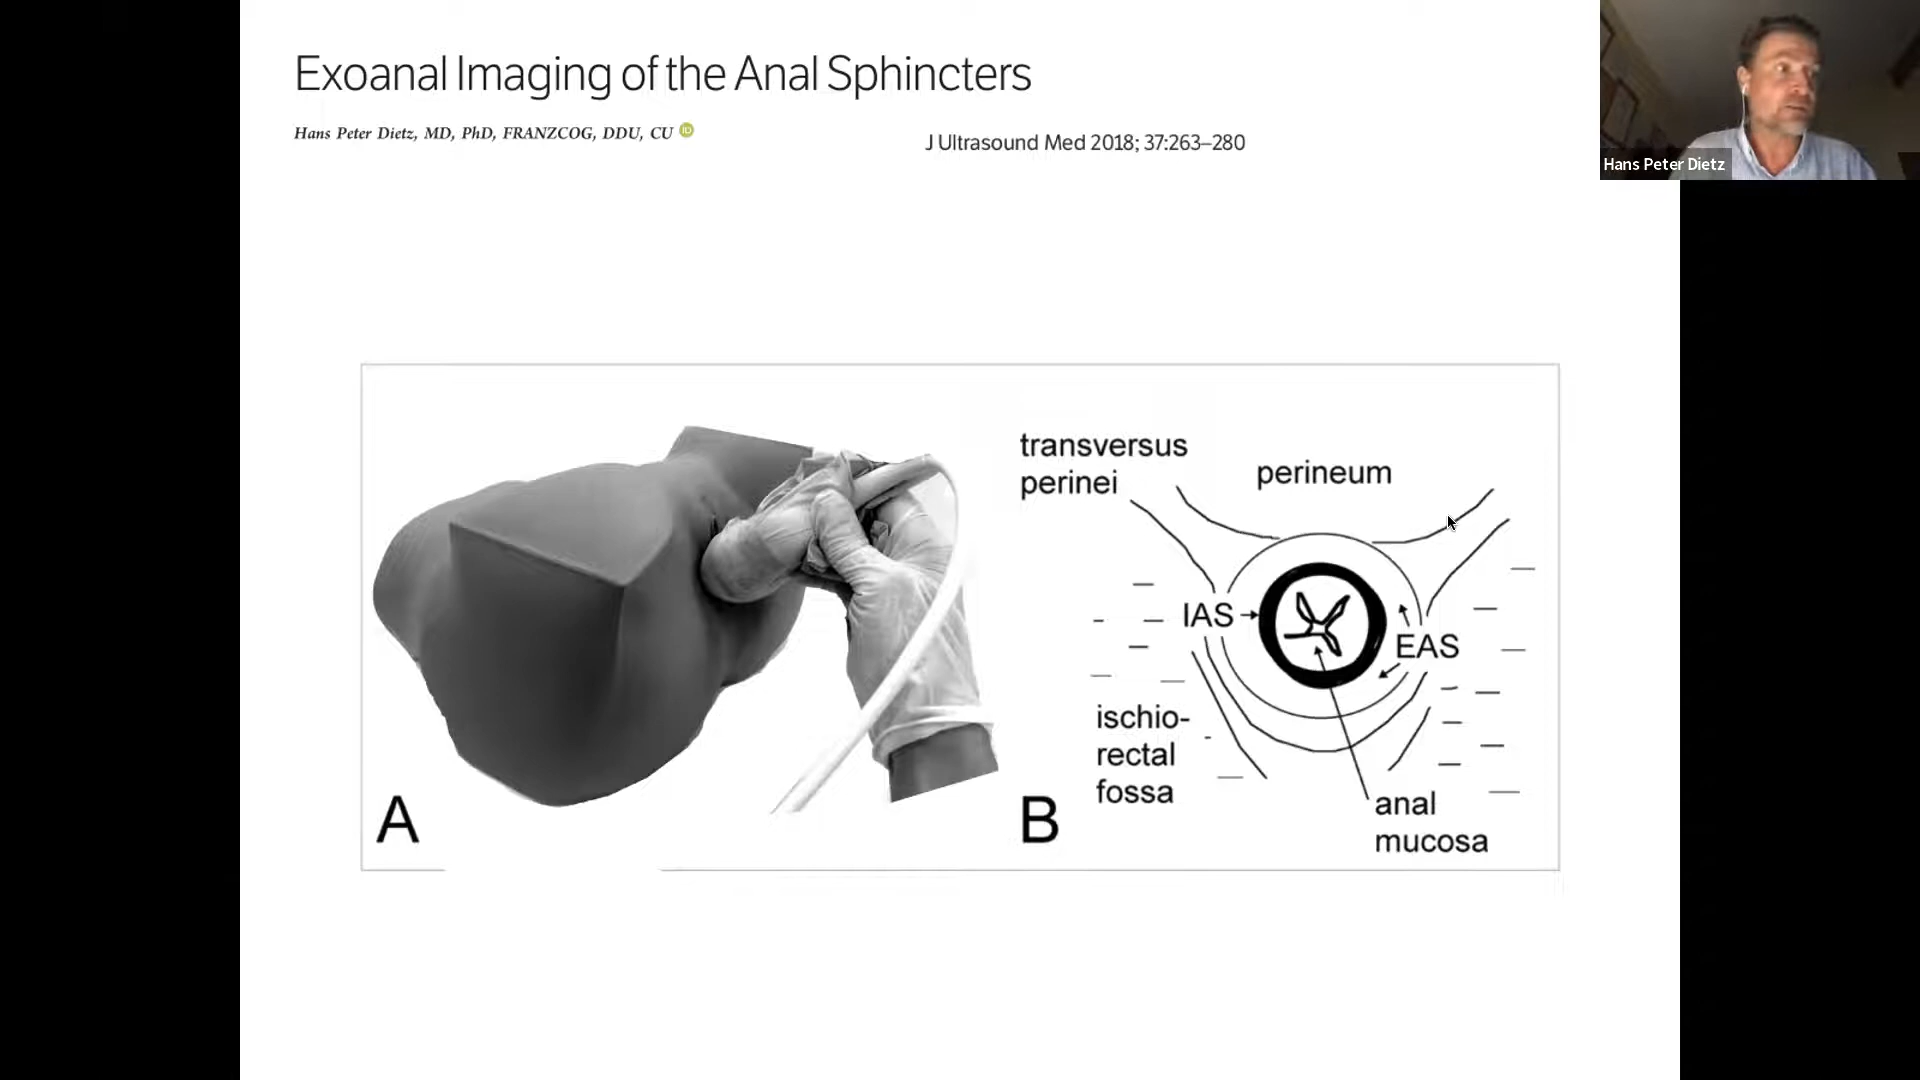 Exoanal Imaging of the Anal Sphincters
Hans Peter Dietz, MD, PhD, FRANZCOG, DDU, CU iD
J Ultrasound Med 2018; 37:263–280
Hans Peter Dietz
transversus
perinei
perineum
IAS
EAS
ischio-
rectal
fossa
anal
mucosa
A
B